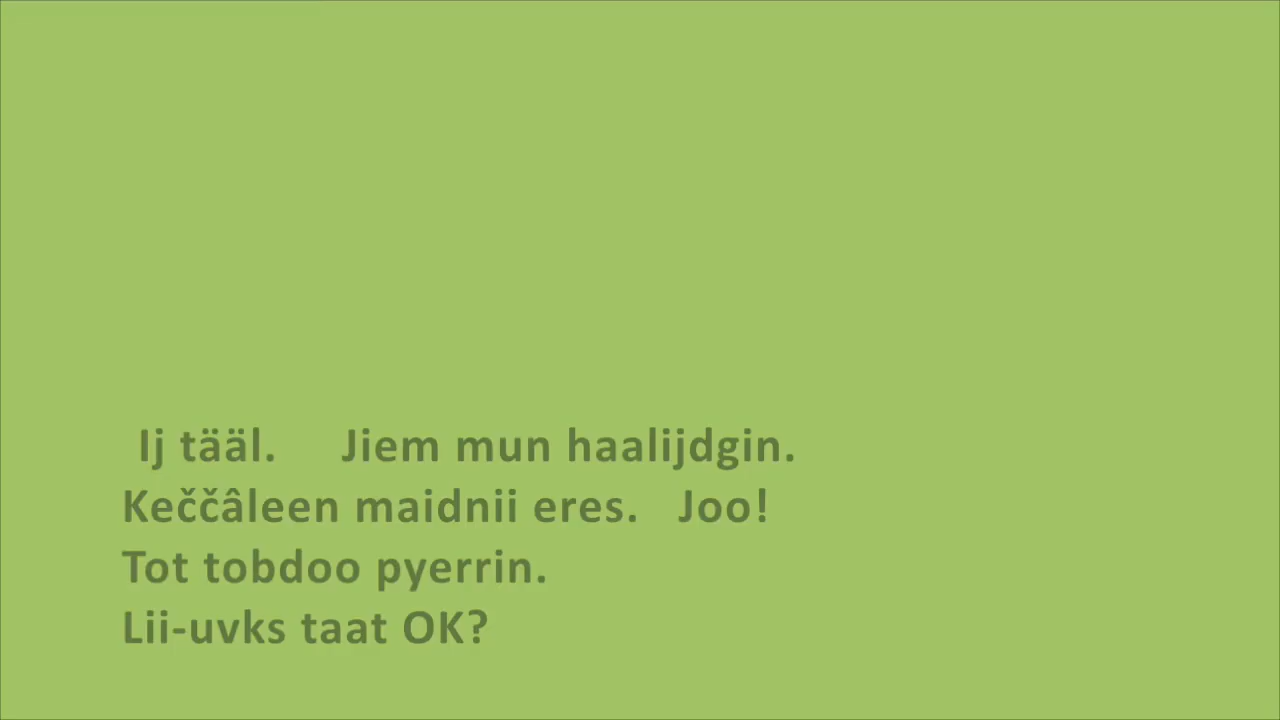 Ij tääl. Jiem mun haalijdgin.
Keččâleen maidnii eres. Joo!
Tot tobdoo pyerrin.
Lii-uvks taat OK?